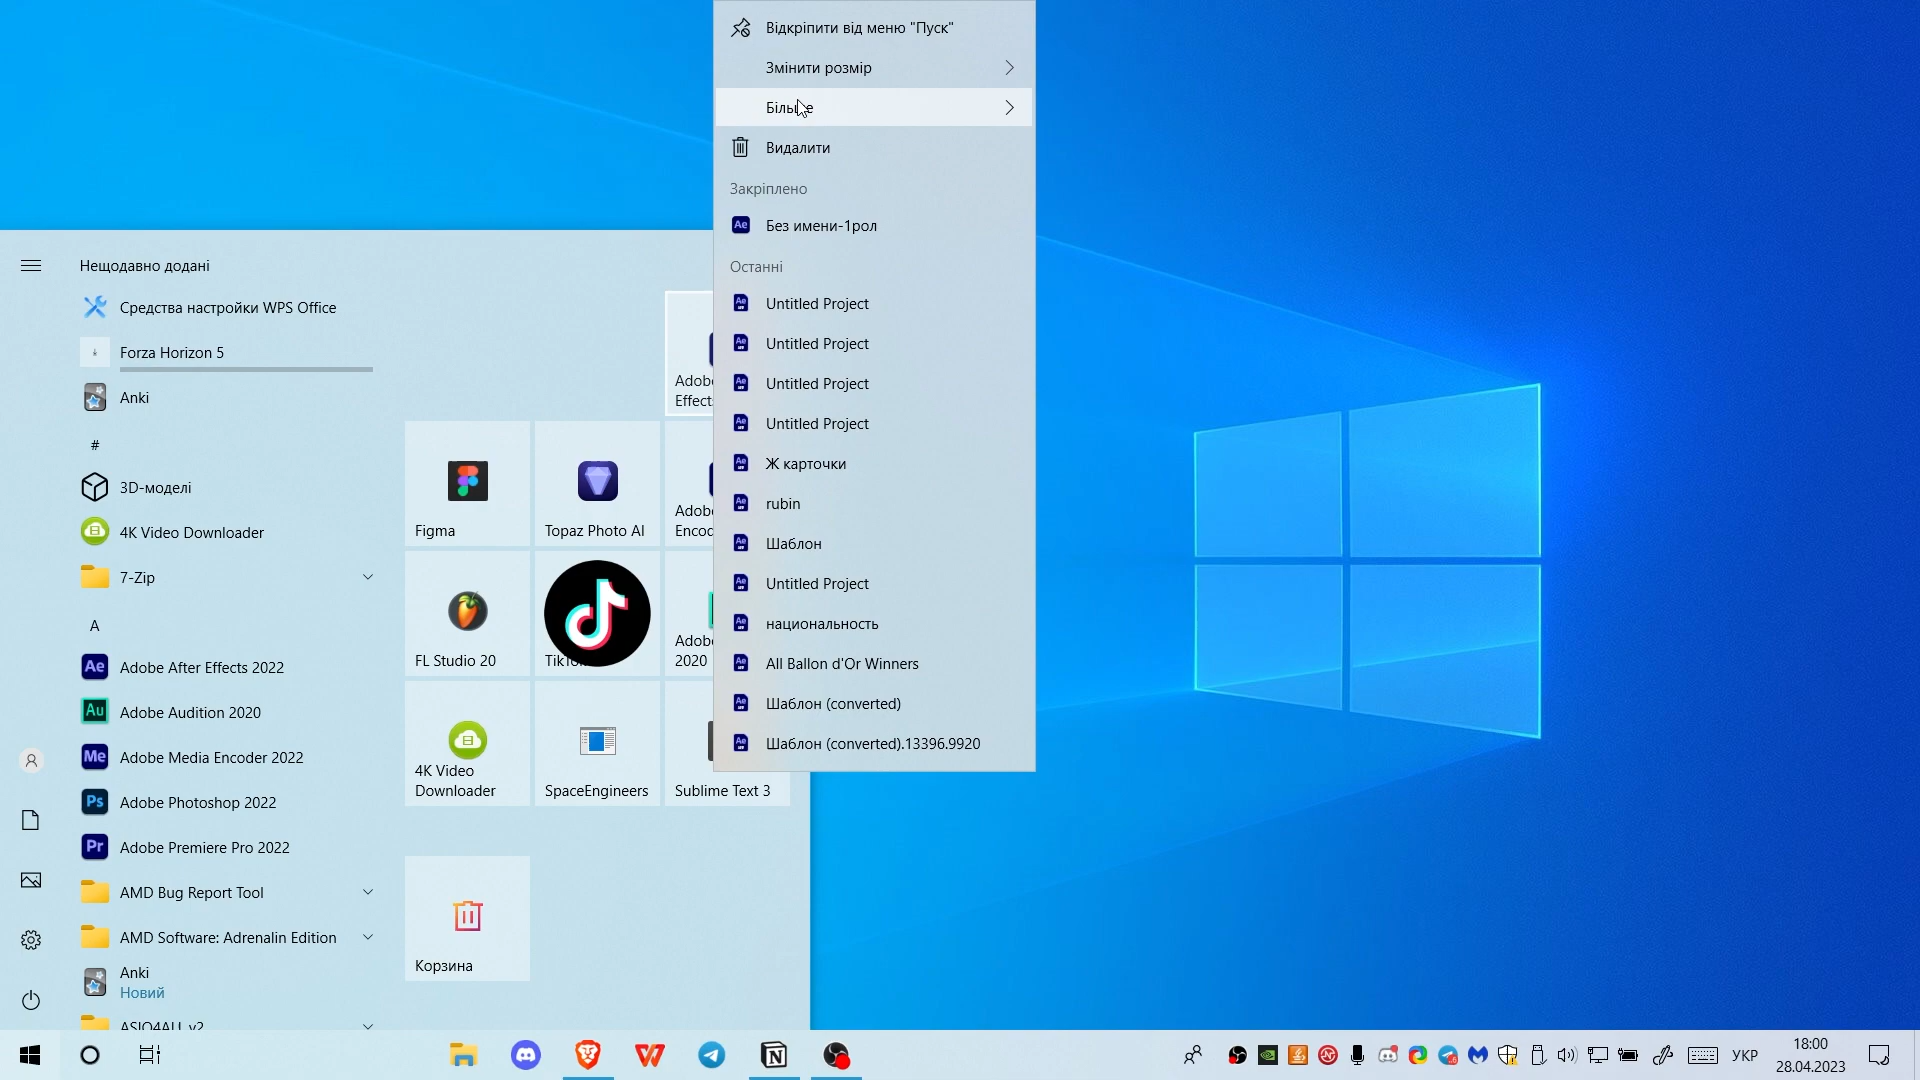 Відкріпити від меню "Пуск"
Змінити розмір
Більше
Видалити
Закріплено
Без имени-1рол
Останні
Untitled Project
Untitled Project
Untitled Project
Untitled Project
Ж карточки
rubin
Шаблон
Untitled Project
национальность
All Ballon d'Or Winners
Шаблон (converted)
Шаблон (converted).13396.9920
Нещодавно додані
Средства настройки WPS Office
Forza Horizon 5
Anki
#
3D-моделі
4K Video Downloader
7-Zip
A
Adobe After Effects 2022
Adobe Audition 2020
Adobe Media Encoder 2022
Adobe Photoshop 2022
Adobe Premiere Pro 2022
AMD Bug Report Tool
AMD Software: Adrenalin Edition
Anki
Новий
ASIO4ALL v2
Figma
Topaz Photo AI
FL Studio 20
2020
4K Video
Downloader
SpaceEngineers
Sublime Text 3
Корзина
УКР
18:00
28.04.2023